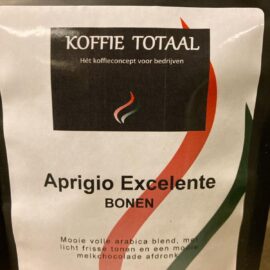 KOFFIE TOTAAL
Hét koffieconcept voor bedrijven
Aprigio Excelente
BONEN
Mooie volle arabica blend, met
licht frisse tonen en een mooie
melkchocolade afdronk